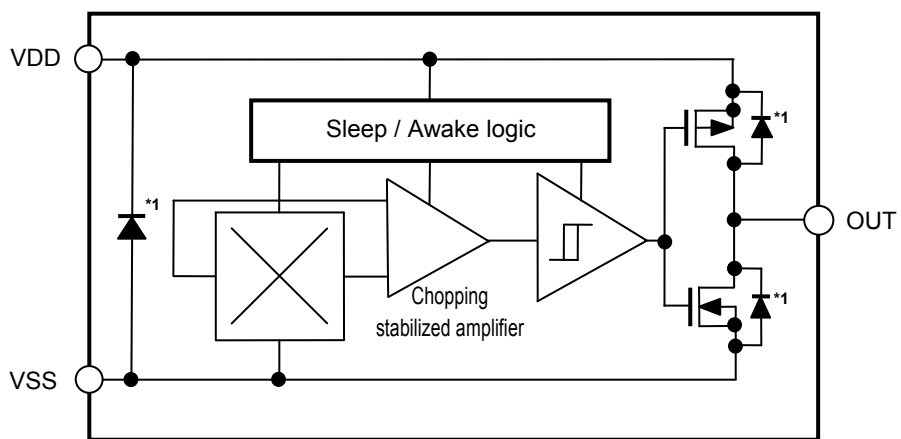 VDD
Sleep / Awake logic
*1
*1
OUT
*1
Chopping
stabilized amplifier
VSS